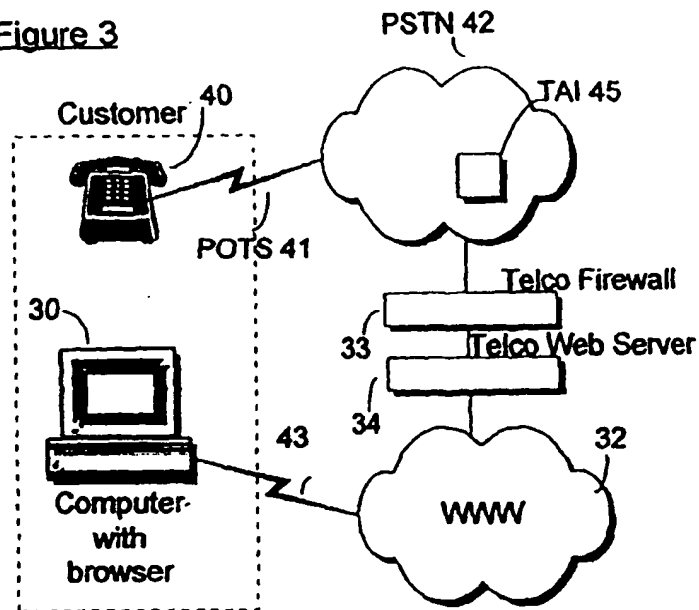 Figure 3
PSTN 42
Customer
40
TAI 45
POTS 41
Telco Firewall
30
33
Telco Web Server
34
43
32
WWW
Computer
with
browser